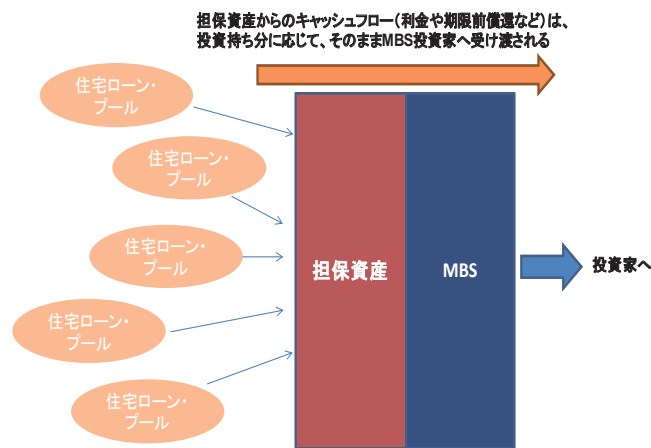 担保資産からのキャッシュフロー（利金や期限前償還など）は、
投資持ち分に応じて、そのままMBS投資家へ受け渡される
住宅ローン・
プール
住宅ローン・
プール
住宅ローン・
プール
住宅ローン・
プール
住宅ローン・
プール
担保資産
MBS
投資家へ